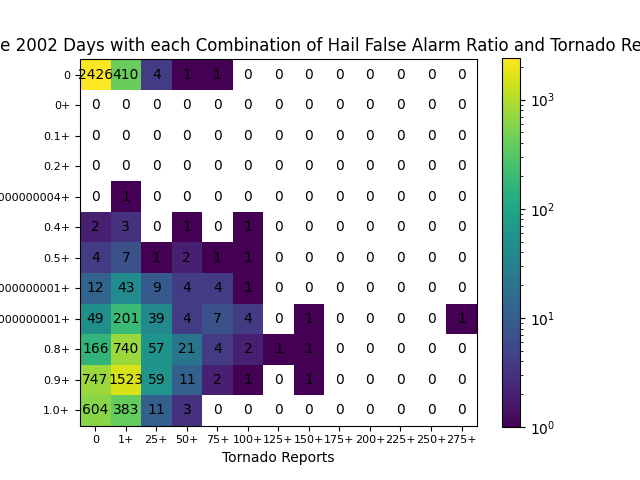 e 2002 Days with each Combination of Hail False Alarm Ratio and Tornado Re
0 2426 410 4 1 1 0 0 0 0 0 0 0 0
0+ 0 0 0 0 0 0 0 0 0 0 0 0 0
0.1+ 0 0 0 0 0 0 0 0 0 0 0 0 0
0.2+ 0 0 0 0 0 0 0 0 0 0 0 0 0
000000004+ 0 1 0 0 0 0 0 0 0 0 0 0 0
0.4+ 2 3 0 1 0 1 0 0 0 0 0 0 0
0.5+ 4 7 1 2 1 1 0 0 0 0 0 0 0
000000001+ 12 43 9 4 4 1 0 0 0 0 0 0 0
000000001+ 49 201 39 4 7 4 0 1 0 0 0 0 1
0.8+ 166 740 57 21 4 2 1 1 0 0 0 0 0
0.9+ 747 1523 59 11 2 1 0 1 0 0 0 0 0
1.0+ 604 383 11 3 0 0 0 0 0 0 0 0 0
0 1+ 25+ 50+ 75+ 100+ 125+ 150+ 175+ 200+ 225+ 250+ 275+
Tornado Reports
10³
10²
10¹
10⁰